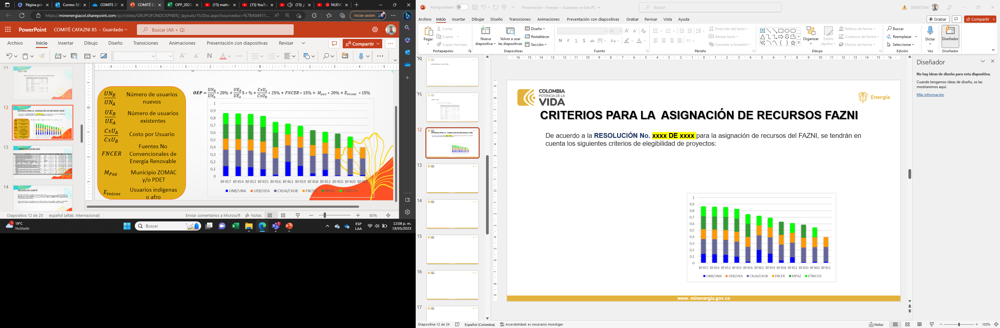 Página prin
Correo: SEB
COMITE 20
COMITÉ CA
OPP_2023.
(15) matter
(15) YouTu
(15) ¿C
NUEVO
https://minenergiacol.sharepoint.com/:p:/r/sites/GRUPOFONDOSPNER/_layouts/15/Doc.aspx?sourcedoc=%7BA04911...
Iniciar sesión
PowerPoint
COMITÉ CAFAZNI 85 - Guardado
Buscar (Alt + Q)
Archivo Inicio Insertar Dibujo Diseño Transiciones Animaciones Presentación con diapositivas Revisar
Compartir
11
12
CRITERIOS PARA LA ASIGNACIÓN DE RECURSOS FAZNI
13
ORDEN DE ELEGIBILIDAD
14
DECISIÓN DEL COMITÉ
UN_B/UN_A Número de usuarios
nuevos
UE_B/UE_A Número de usuarios
existentes
CxU_A/CxU_B Costo por Usuario
FNCER Fuentes No
Convencionales de
Energía Renovable
M_Paz Municipio ZOMAC
y/o PDET
E_tnicos Usuarios indígenas
o afro
OEP = UN_B/UN_A * 20% + UE_B/UE_A 5 * % + CxU_A/CxU_B * 25% + FNCER * 15% + M_paz * 20% + E_tnicos * 15%
1
0,9
0,8
0,7
0,6
0,5
0,4
0,3
0,2
0,1
0
BF457 BF454 BF453 BF455 BF456 BF461 BF459 BF458 BF452 BF450 BF460 BF451
UNB/UNA UEB/UEA CXUA/CXUB FNCER MPAZ ETNICOS
Diapositiva 12 de 25 español (alfab. internacional) Enviar comentarios a Microsoft Notas 80%
19°C
Nublado
Buscar
ESP
LAA
12:08 p. m.
19/05/2023
Autoguardado
Presentación - Energía • Guardado en Este PC
Buscar
SEBASTIAN
Archivo Inicio Insertar Dibujar Diseño Transiciones Animaciones Presentación con diapositivas Grabar Revisar Vista Ayuda
Grabar
Compartir
Pegar
Cortar
Copiar
Copiar formato
Portapapeles
Nueva
diapositiva
Volver a usar
las diapositivas
Diseño
Restablecer
Sección
Diapositivas
18
Fuente
Dirección del texto
Alinear texto
Convertir a SmartArt
Párrafo
Organizar
Estilos
rápidos
Relleno de forma
Contorno de forma
Efectos de forma
Dibujo
Buscar
Reemplazar
Seleccionar
Edición
Dictar
Voz
Diseñador
Diseñador
10
11
12
13
14
15
16
17
COLOMBIA
POTENCIA DE LA
VIDA
Energía
CRITERIOS PARA LA ASIGNACIÓN DE RECURSOS FAZNI
De acuerdo a la RESOLUCIÓN No. xxxx DE xxxx para la asignación de recursos del FAZNI, se tendrán en
cuenta los siguientes criterios de elegibilidad de proyectos:
1
0,9
0,8
0,7
0,6
0,5
0,4
0,3
0,2
0,1
0
BF457 BF454 BF453 BF455 BF456 BF461 BF459 BF458 BF452 BF450 BF460 BF451
UNB/UNA UEB/UEA CXUA/CXUB FNCER MPAZ ETNICOS
www. minenergia.gov.co
Diseñador
No hay ideas de diseño para esta diapositiva.
Cuando tengamos ideas de diseño, se las
mostraremos aquí.
Más información
Diapositiva 12 de 24 Español (Colombia) Accesibilidad: es necesario investigar Notas 102%